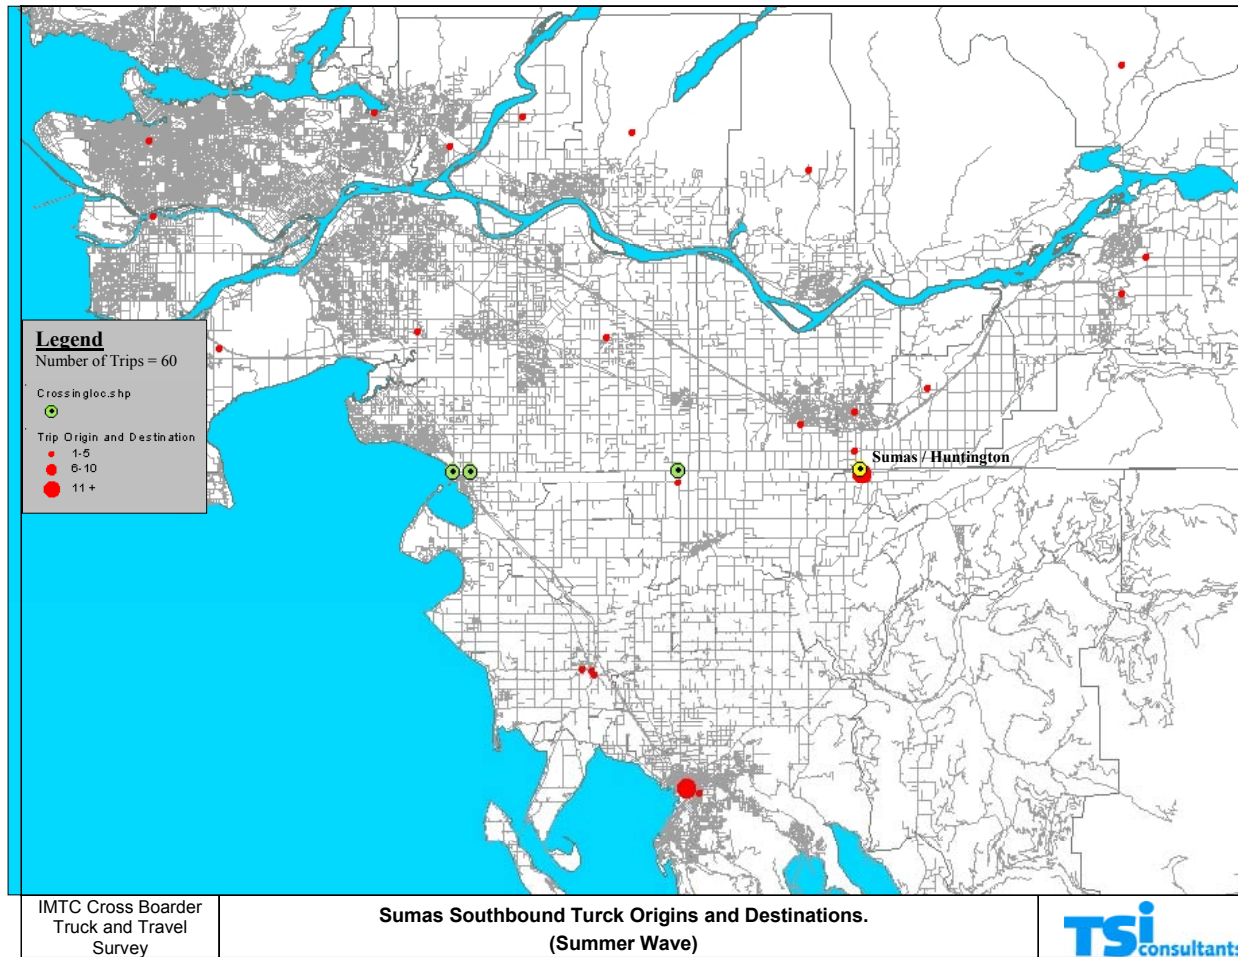 Legend
Number of Trips = 60
Crossingloc.shp
Trip Origin and Destination
1-5
6-10
11 +
Sumas / Huntington
IMTC Cross Boarder
Truck and Travel
Survey
Sumas Southbound Turck Origins and Destinations.
(Summer Wave)
TSi
consultants